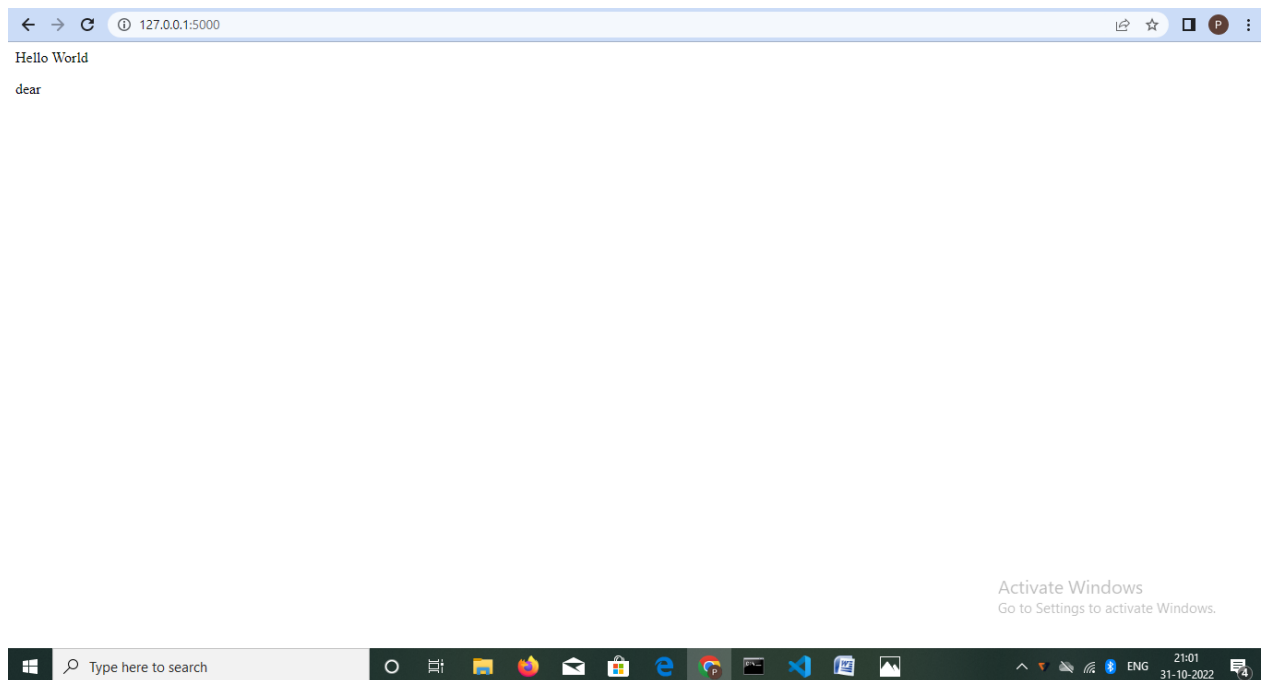 127.0.0.1:5000
P
Hello World
dear
Activate Windows
Go to Settings to activate Windows.
Type here to search
P
ENG
21:01
31-10-2022
4